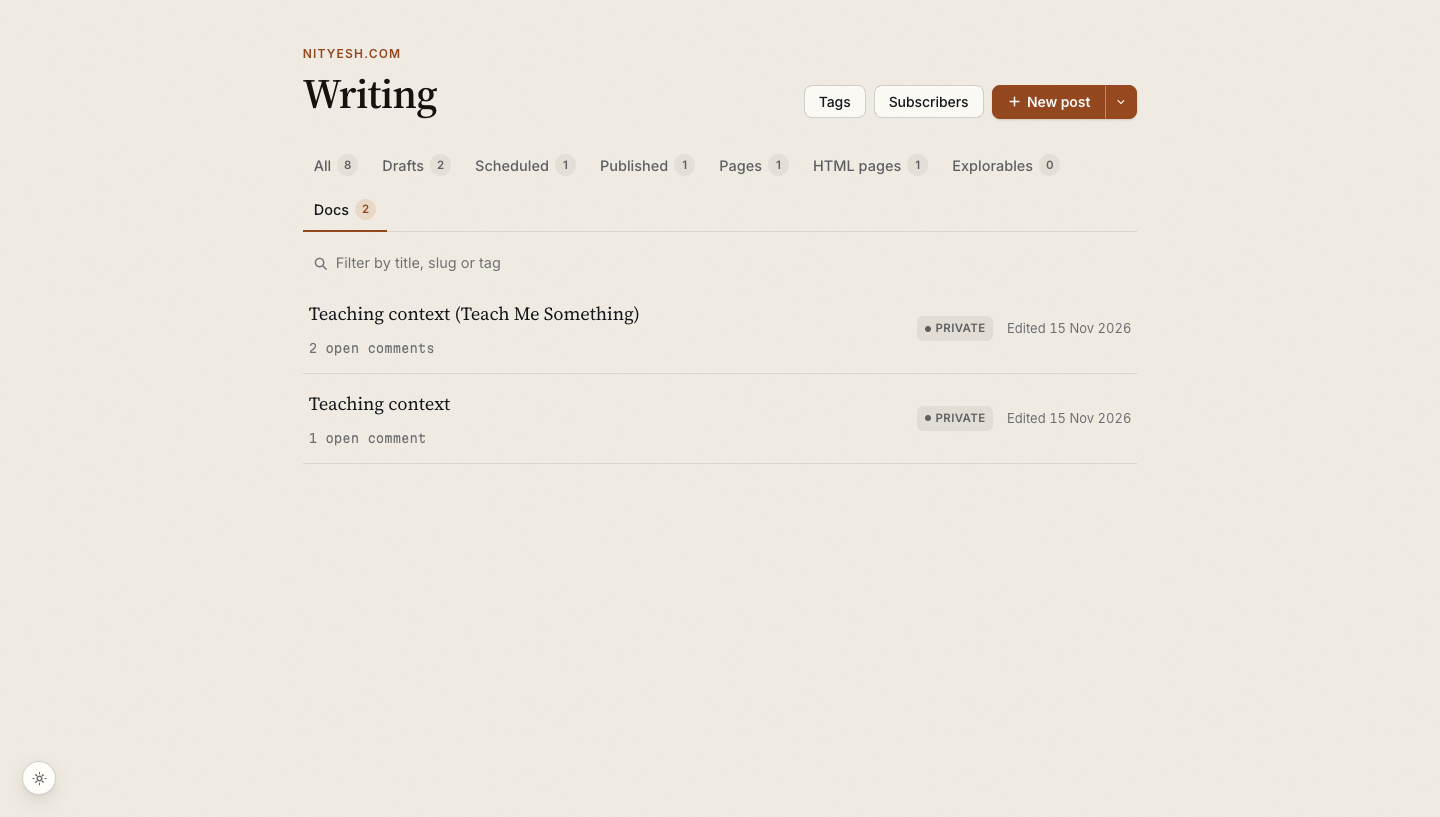 NITYESH.COM
Writing
Tags
Subscribers
New post
All 8
Drafts 2
Scheduled 1
Published 1
Pages 1
HTML pages 1
Explorables 0
Docs 2
Filter by title, slug or tag
Teaching context (Teach Me Something)
2 open comments
PRIVATE
Edited 15 Nov 2026
Teaching context
1 open comment
PRIVATE
Edited 15 Nov 2026